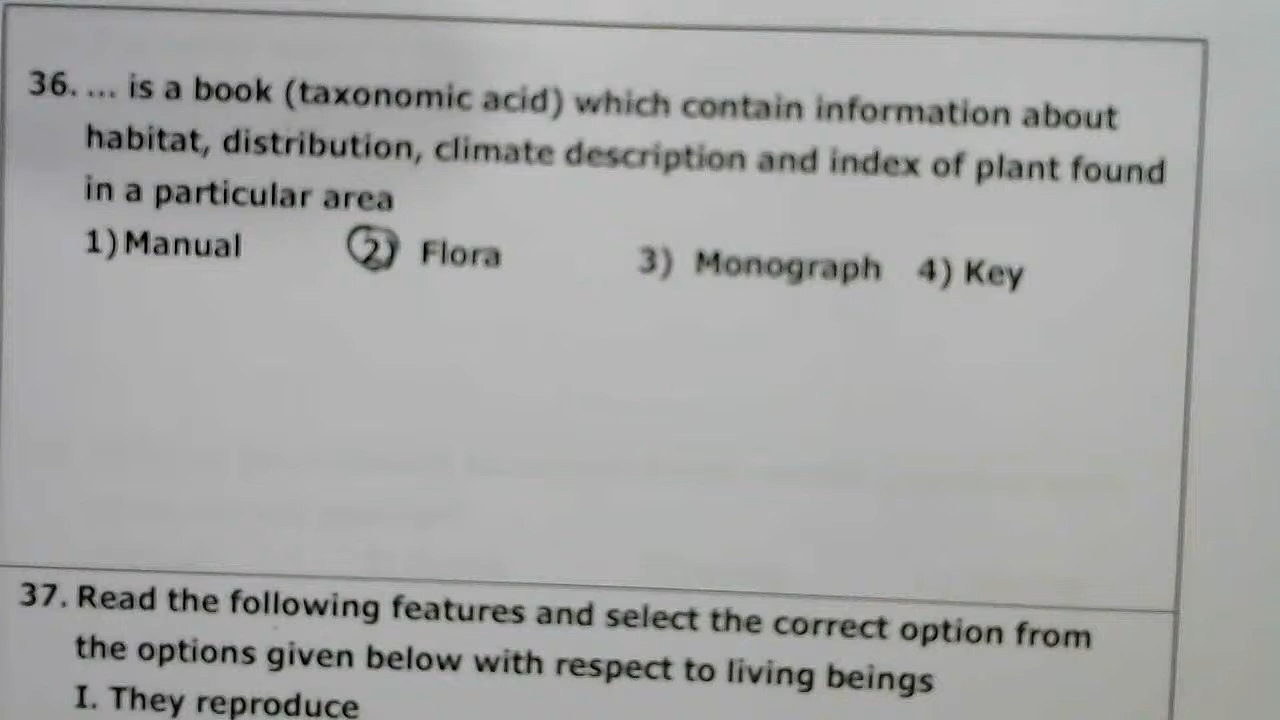 36. ... is a book (taxonomic acid) which contain information about
habitat, distribution, climate description and index of plant found
in a particular area
1) Manual 2) Flora 3) Monograph 4) Key
37. Read the following features and select the correct option from
the options given below with respect to living beings
I. They reproduce